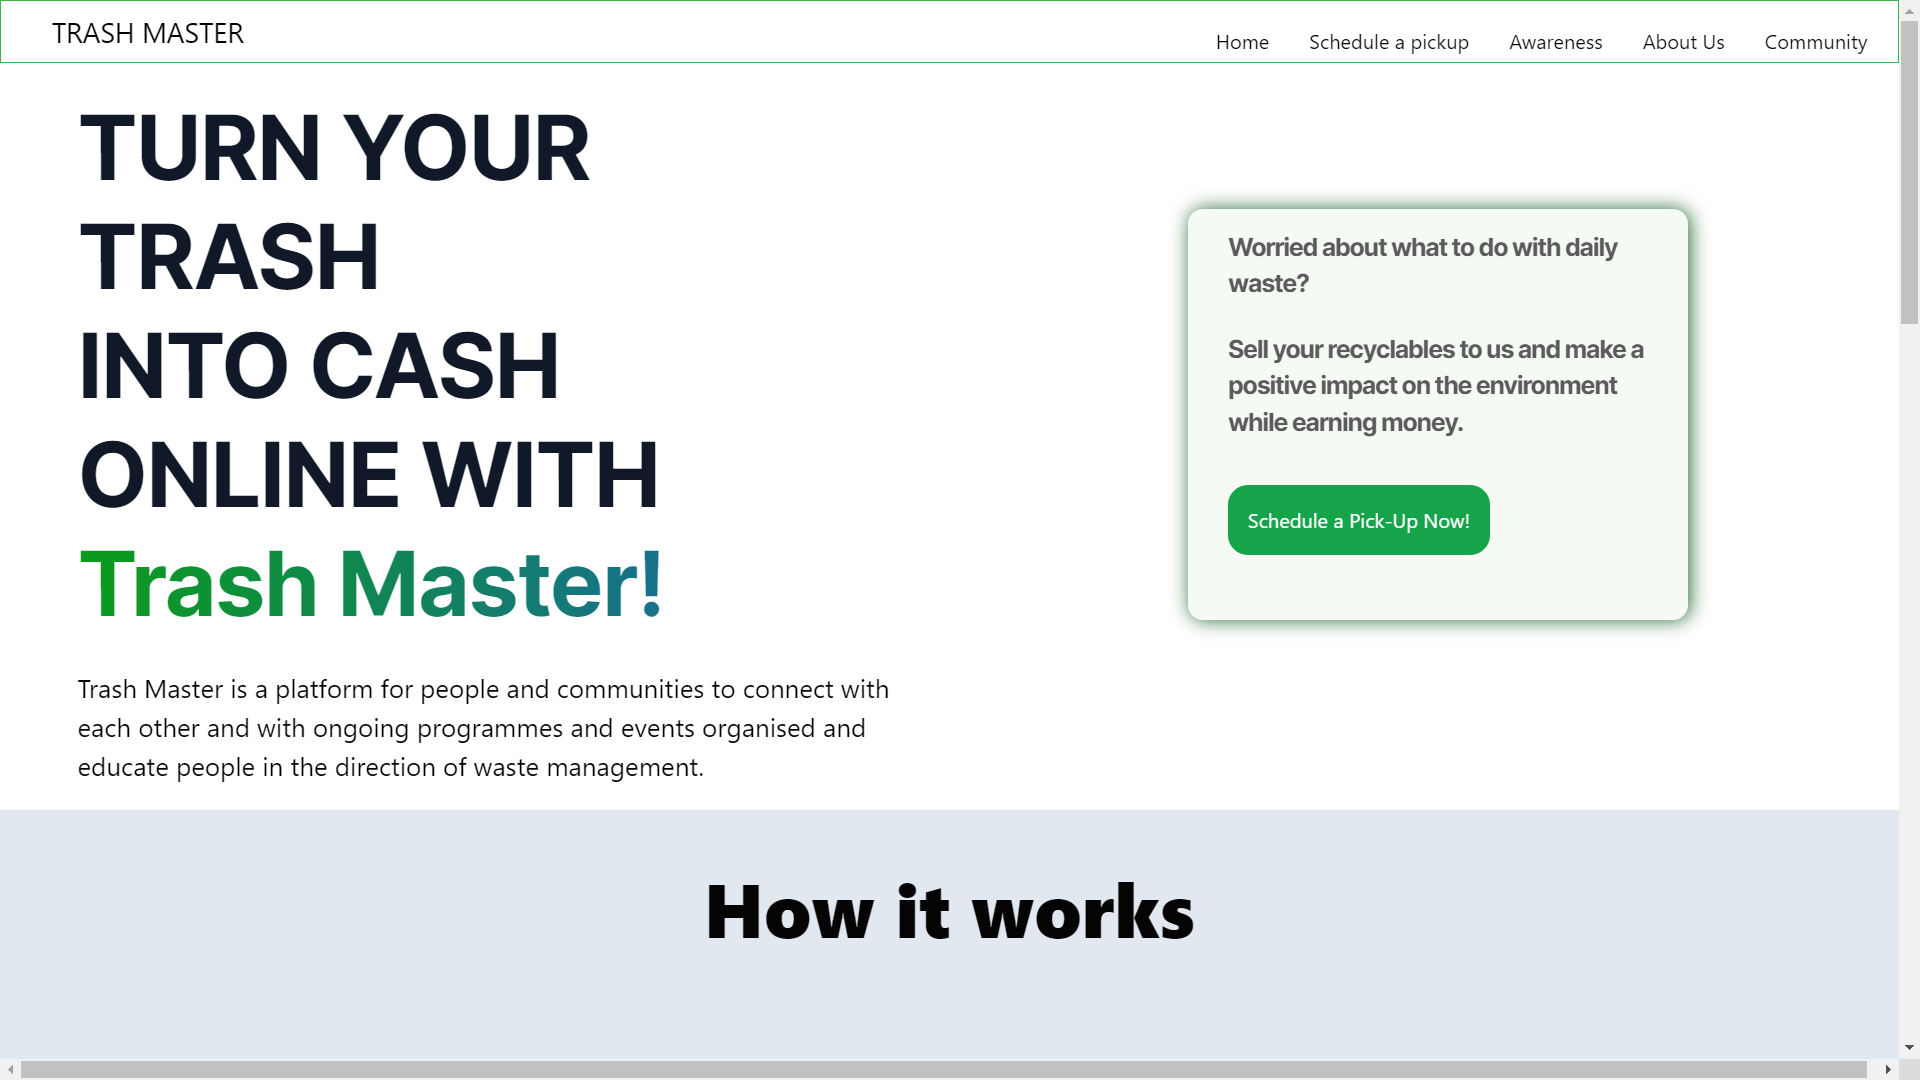 TRASH MASTER
Home
Schedule a pickup
Awareness
About Us
Community
TURN YOUR
TRASH
INTO CASH
ONLINE WITH
Trash Master!
Trash Master is a platform for people and communities to connect with
each other and with ongoing programmes and events organised and
educate people in the direction of waste management.
Worried about what to do with daily
waste?
Sell your recyclables to us and make a
positive impact on the environment
while earning money.
Schedule a Pick-Up Now!
How it works